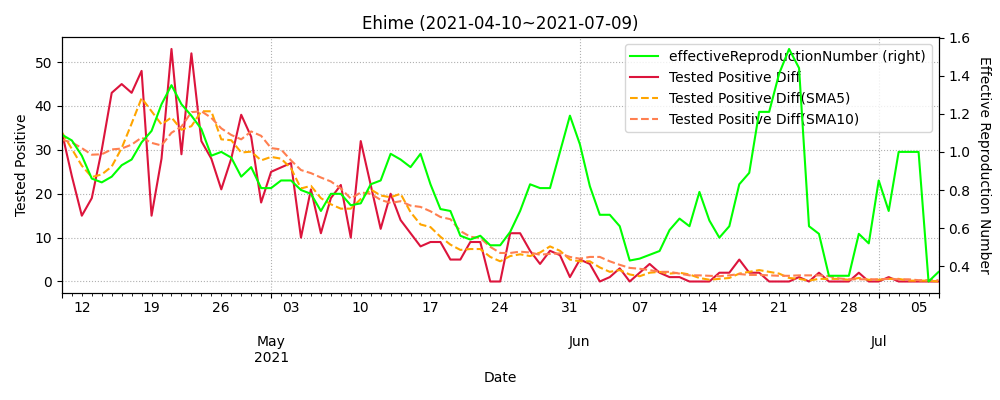 Ehime (2021-04-10~2021-07-09)
effectiveReproductionNumber (right)
Tested Positive Diff
Tested Positive Diff(SMA5)
Tested Positive Diff(SMA10)
Tested Positive
50
40
30
20
10
0
Effective Reproduction Number
1.6
1.4
1.2
1.0
0.8
0.6
0.4
12 19 26 03 10 17 24 31 07 14 21 28 05
May Jun Jul
2021
Date